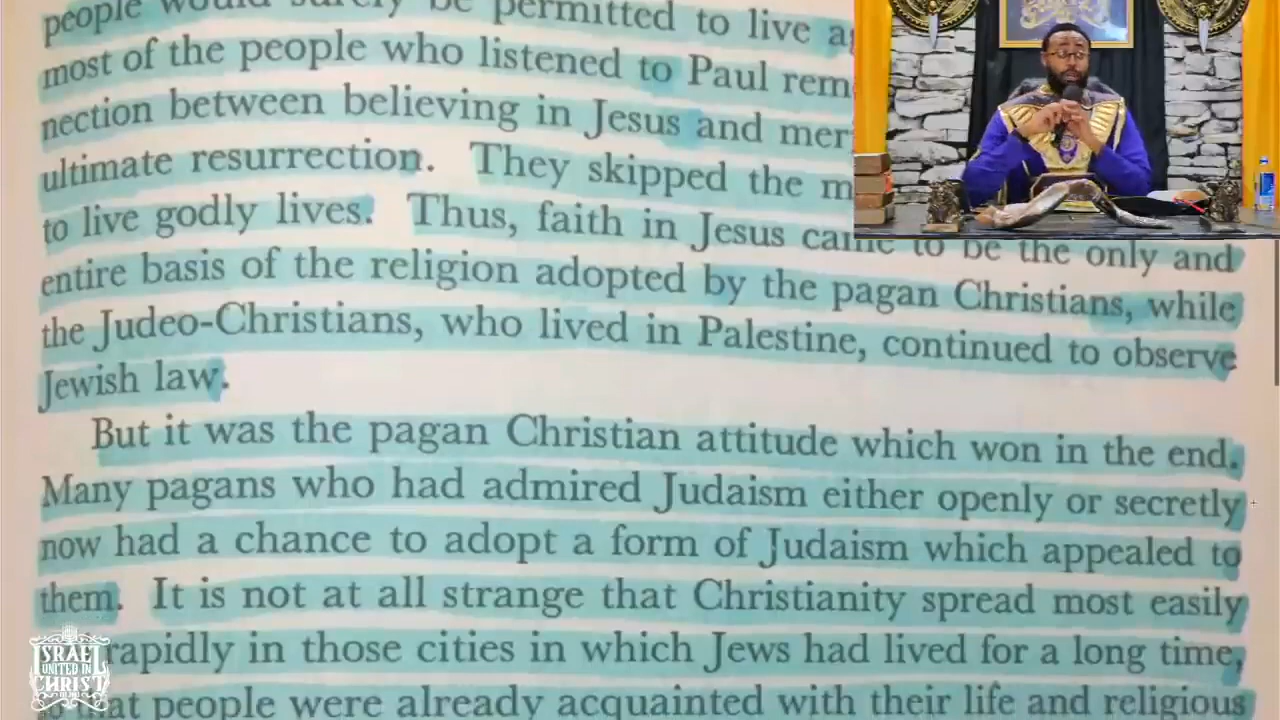 people would surely be permitted to live
most of the people who listened to Paul
nection between believing in Jesus and
ultimate resurrection. They skipped the
to live godly lives. Thus, faith in Jesus came to be the only and
entire basis of the religion adopted by the pagan Christians, while
the Judeo-Christians, who lived in Palestine, continued to observe
Jewish law.
But it was the pagan Christian attitude which won in the end.
Many pagans who had admired Judaism either openly or secretly
now had a chance to adopt a form of Judaism which appealed to
them. It is not at all strange that Christianity spread most easily
rapidly in those cities in which Jews had lived for a long time,
people were already acquainted with their life and religious
ISRAEL
UNITED IN
CHRIST